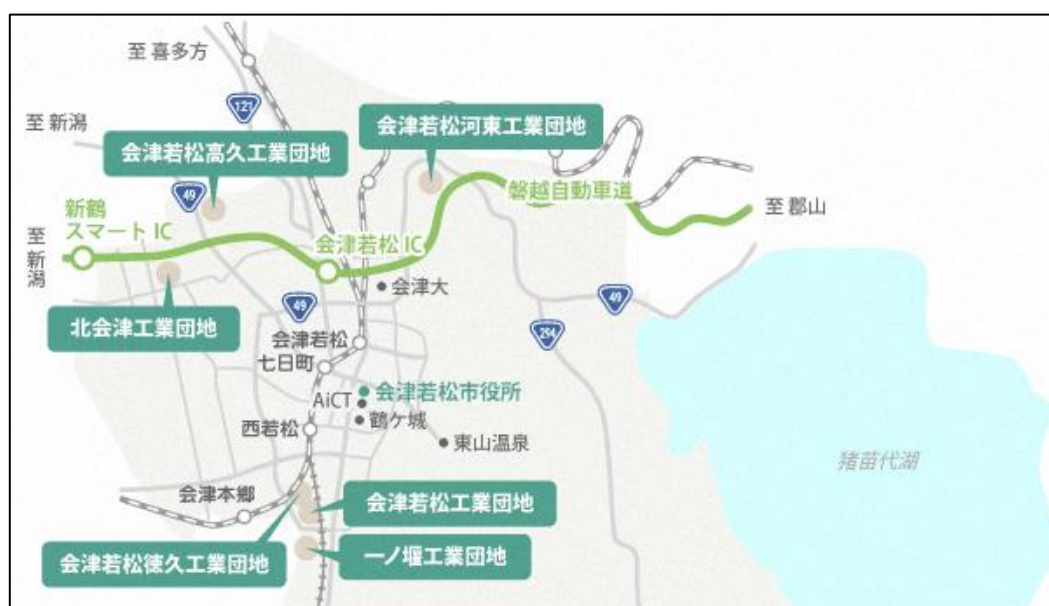 至 喜多方
121
至 新潟
会津若松河東工業団地
会津若松高久工業団地
49
磐越自動車道
至 郡山
新鶴
スマート IC
至
新
潟
会津若松 IC
会津大
49
49
294
北会津工業団地
会津若松
七日町
会津若松市役所
AiCT
鶴ケ城
西若松
東山温泉
猪苗代湖
会津本郷
会津若松工業団地
会津若松徳久工業団地
一ノ堰工業団地